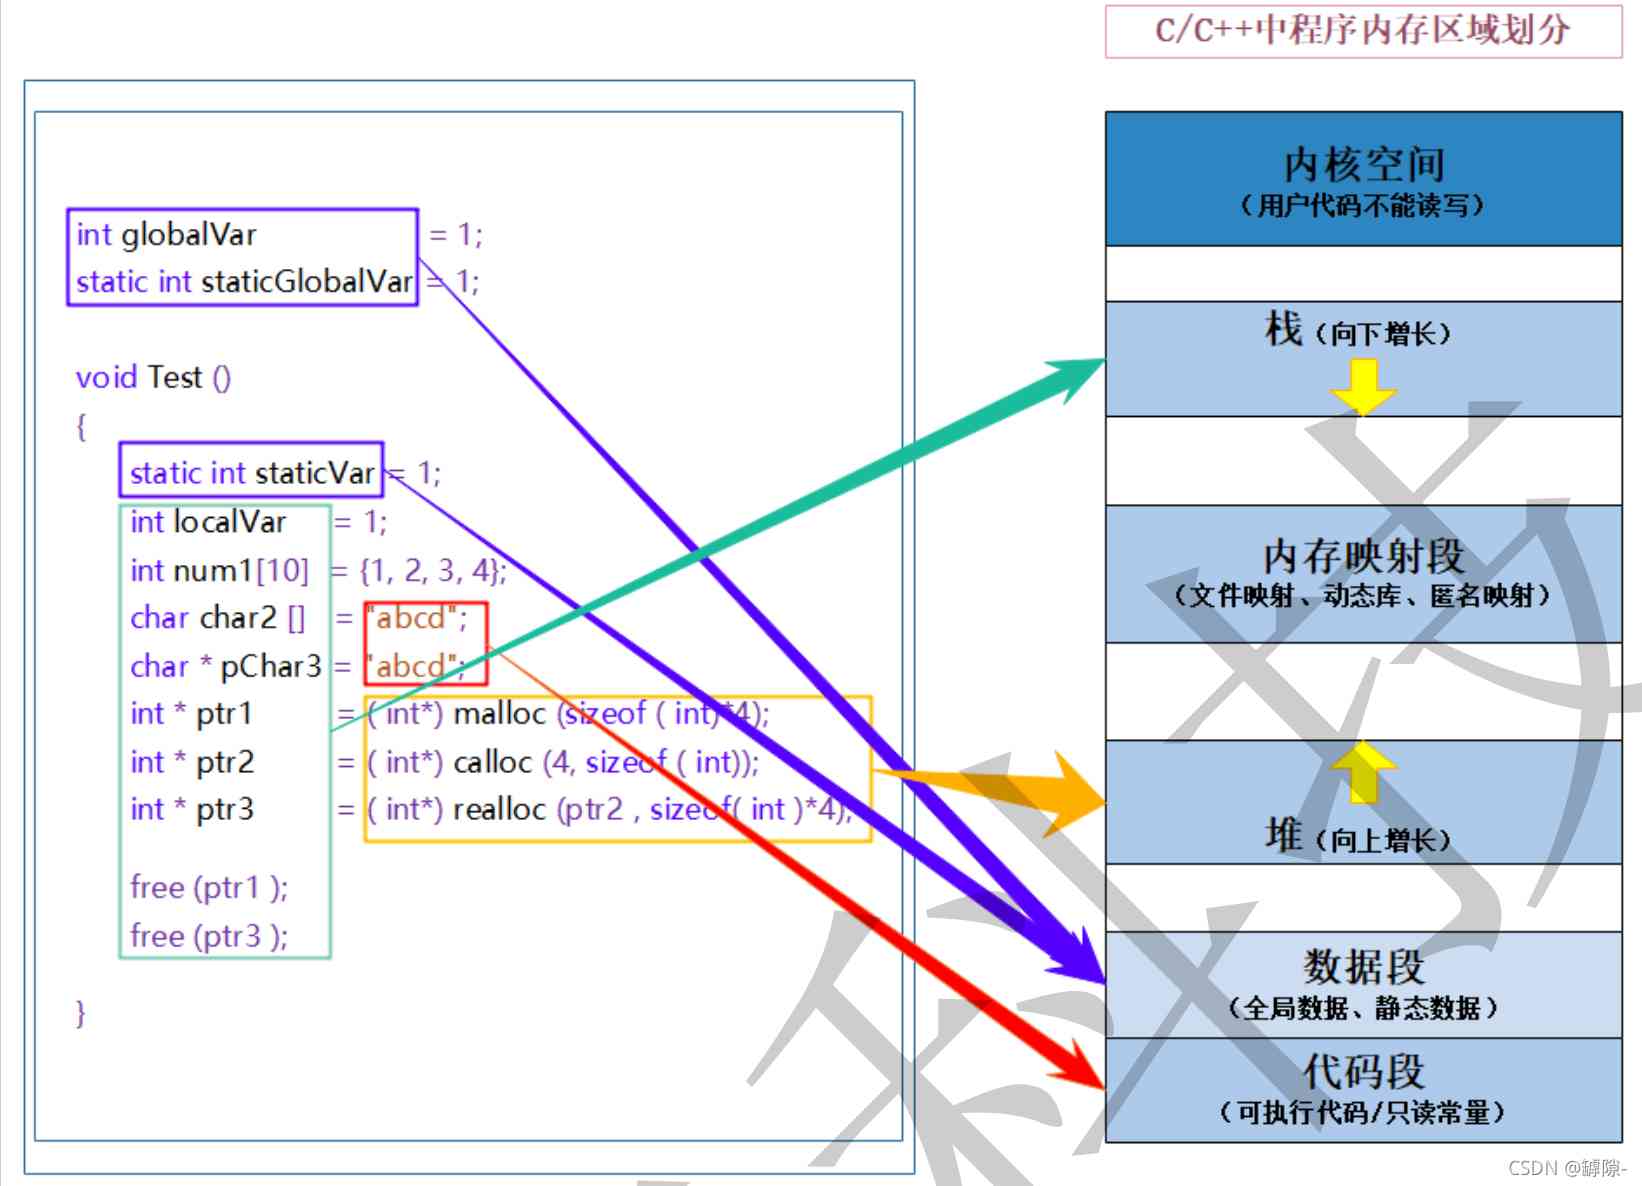 C/C++中程序内存区域划分
int globalVar = 1;
static int staticGlobalVar = 1;
void Test ()
{
static int staticVar = 1;
int localVar = 1;
int num1[10] = {1, 2, 3, 4};
char char2 [] = "abcd";
char * pChar3 = "abcd";
int * ptr1 = ( int*) malloc (sizeof ( int)*4);
int * ptr2 = ( int*) calloc (4, sizeof ( int));
int * ptr3 = ( int*) realloc (ptr2 , sizeof( int )*4);
free (ptr1 );
free (ptr3 );
}
内核空间
（用户代码不能读写）
栈（向下增长）
内存映射段
（文件映射、动态库、匿名映射）
堆（向上增长）
数据段
（全局数据、静态数据）
代码段
（可执行代码/只读常量）
科技
CSDN @罅隙-